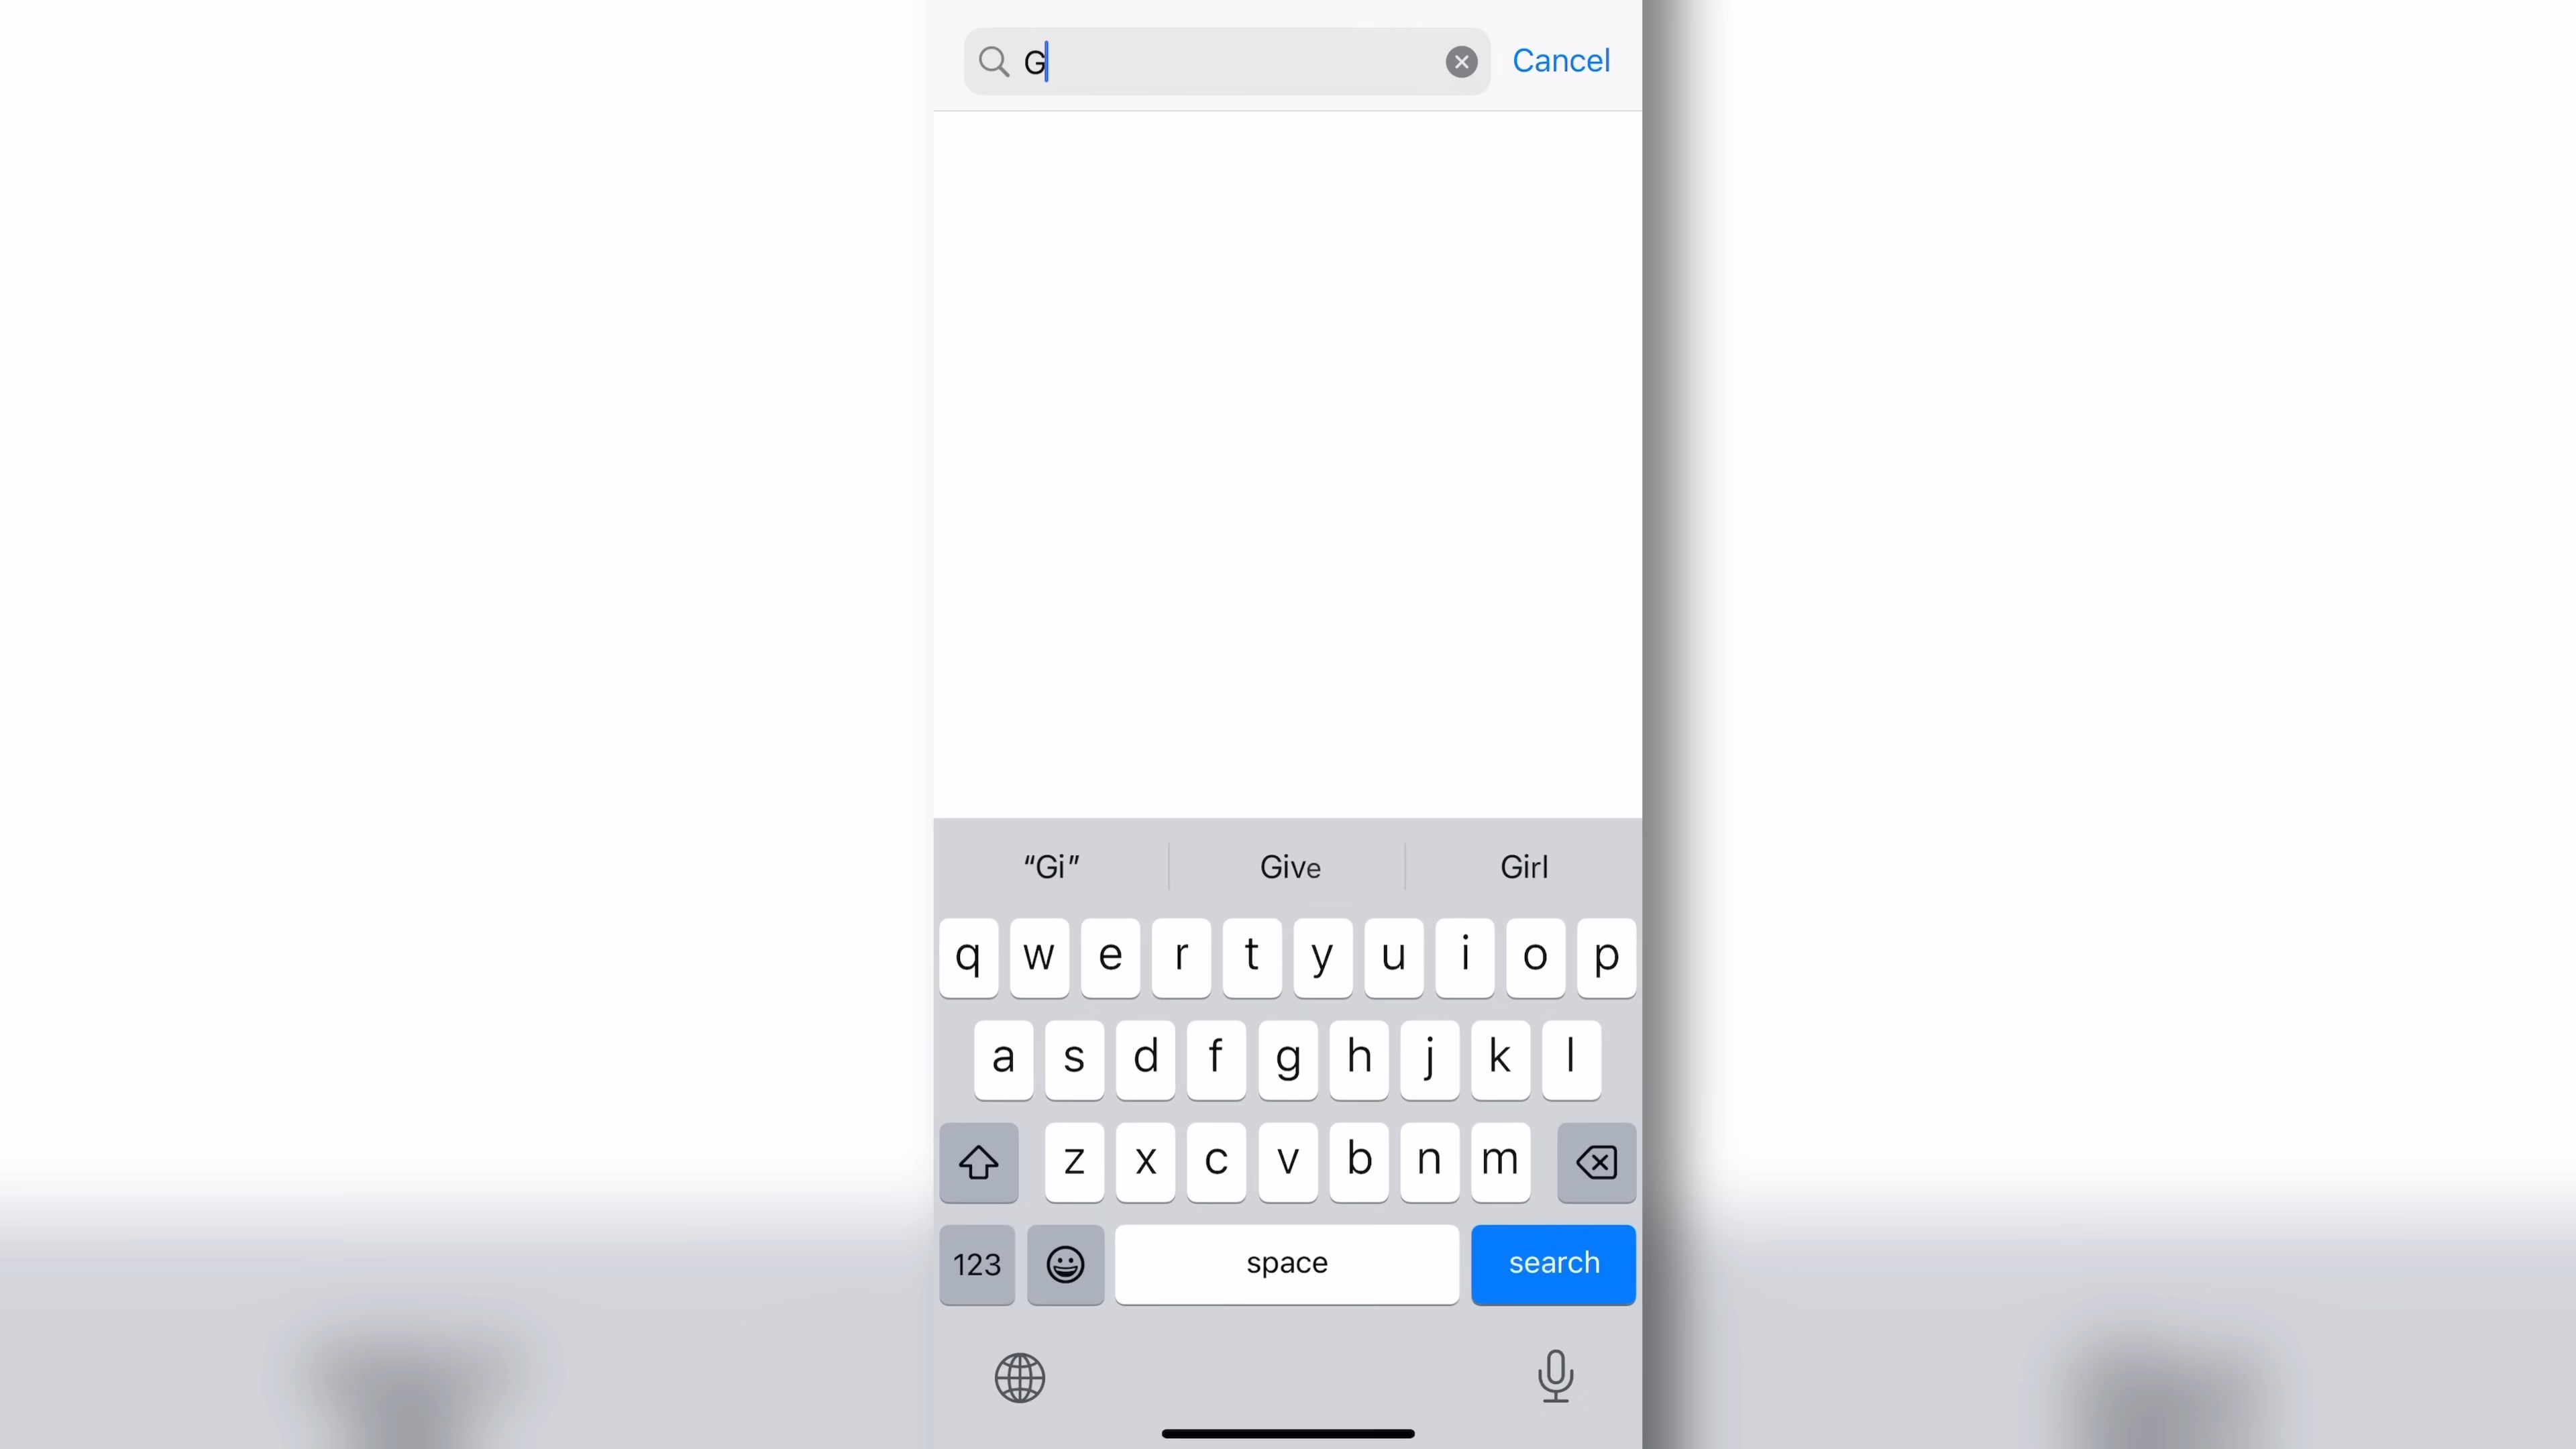 G Cancel
“Gi” Give Girl
q w e r t y u i o p
a s d f g h j k l
z x c v b n m
123 space search